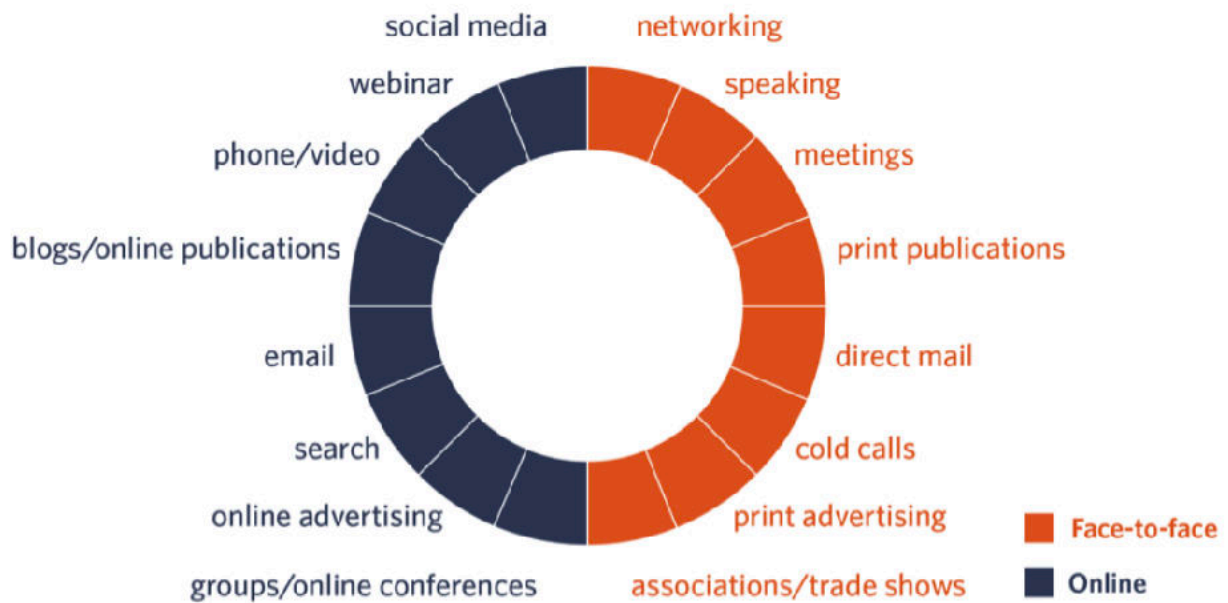 social media
networking
webinar
speaking
phone/video
meetings
blogs/online publications
print publications
email
direct mail
search
cold calls
online advertising
print advertising
groups/online conferences
associations/trade shows
Face-to-face
Online